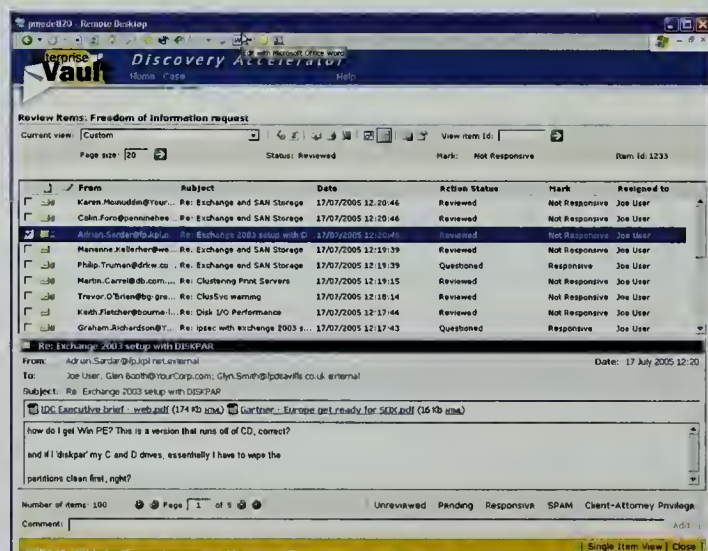 pmedett20 - Remote Desktop
Edit with Microsoft Office Word
terprise
Vault
Discovery Accelerator
Home Case Help
Review Items: Freedom of Information request
Current view: Custom View item Id:
Page size: 20 Status: Reviewed Mark: Not Responsive Item Id: 1233
From Subject Date Action Status Mark Assigned to
Karen.Moinuddin@Your... Re: Exchange and SAN Storage 17/07/2005 12:20:46 Reviewed Not Responsive Joe User
Colin.Foro@penninehee... Re: Exchange and SAN Storage 17/07/2005 12:20:46 Reviewed Not Responsive Joe User
Adrian.Sardar@fp.kpl.n... Re: Exchange 2003 setup with D... 17/07/2005 12:20:46 Reviewed Not Responsive Joe User
Marienne.Kellerher@we... Re: Exchange and SAN Storage 17/07/2005 12:19:39 Reviewed Not Responsive Joe User
Philip.Truman@drkw.co... Re: Exchange and SAN Storage 17/07/2005 12:19:39 Questioned Responsive Joe User
Martin.Carrel@db.com.... Re: Clustering Print Servers 17/07/2005 12:19:15 Reviewed Not Responsive Joe User
Trevor.O'Brien@bg-gro... Re: ClusSvc warning 17/07/2005 12:18:14 Reviewed Not Responsive Joe User
Keith.Fletcher@bourne-l... Re: Disk I/O Performance 17/07/2005 12:17:44 Reviewed Not Responsive Joe User
Graham.Richardson@Y... Re: ipsec with exchange 2003 s... 17/07/2005 12:17:43 Questioned Responsive Joe User
Re: Exchange 2003 setup with DISKPAR
From: Adrian.Sardar@fp.kpl.net.external Date: 17 July 2005 12:20
To: Joe User, Glen Booth@YourCorp.com; Glyn.Smith@fpdsavills co.uk external
Subject: Re: Exchange 2003 setup with DISKPAR
IDC Executive brief - web.pdf (174 Kb HTML) Gartner - Europe get ready for SOX.pdf (16 Kb HTML)
how do I get Win PE? This is a version that runs off of CD, correct?
and if I 'diskpar' my C and D drives, essentially I have to wipe the
partitions clean first, right?
Number of items: 100 Page 1 of 5 Unreviewed Pending Responsive SPAM Client-Attorney Privilege
Comment: Add
| Single Item View | Close |